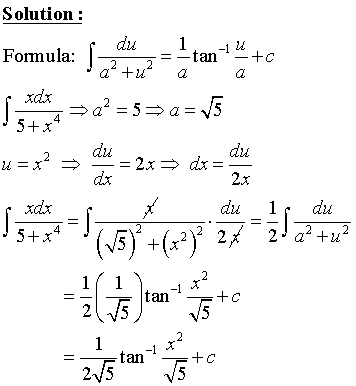 Solution :
Formula: ∫ du/(a² + u²) = 1/a tan⁻¹ u/a + c
∫ xdx/(5 + x⁴) ⇒ a² = 5 ⇒ a = √5
u = x² ⇒ du/dx = 2x ⇒ dx = du/2x
∫ xdx/(5 + x⁴) = ∫ x/((√5)² + (x²)²) · du/2x = 1/2 ∫ du/(a² + u²)
= 1/2 (1/√5) tan⁻¹ x²/√5 + c
= 1/(2√5) tan⁻¹ x²/√5 + c